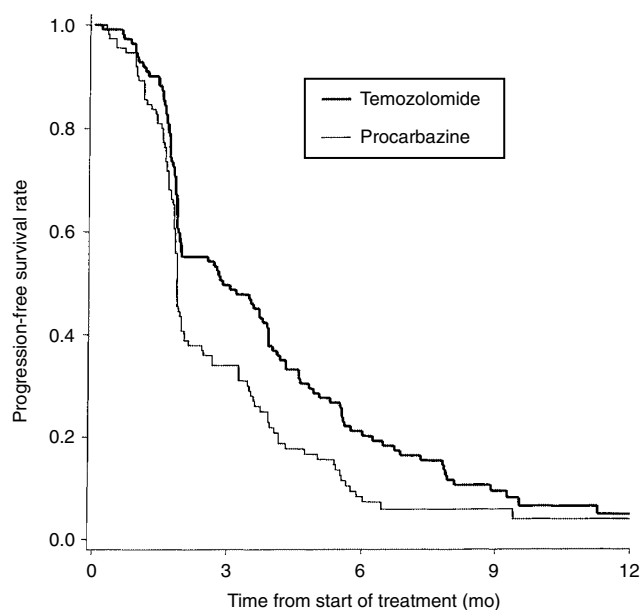 1.0
0.8
0.6
0.4
0.2
0.0
Progression-free survival rate
Temozolomide
Procarbazine
0 3 6 9 12
Time from start of treatment (mo)